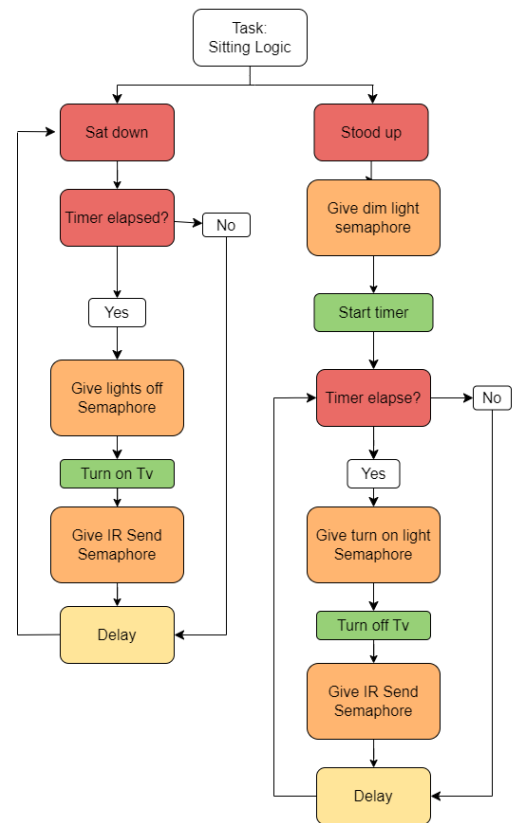 Task:
Sitting Logic
Sat down
Timer elapsed?
No
Yes
Give lights off
Semaphore
Turn on Tv
Give IR Send
Semaphore
Delay
Stood up
Give dim light
semaphore
Start timer
Timer elapse?
No
Yes
Give turn on light
Semaphore
Turn off Tv
Give IR Send
Semaphore
Delay